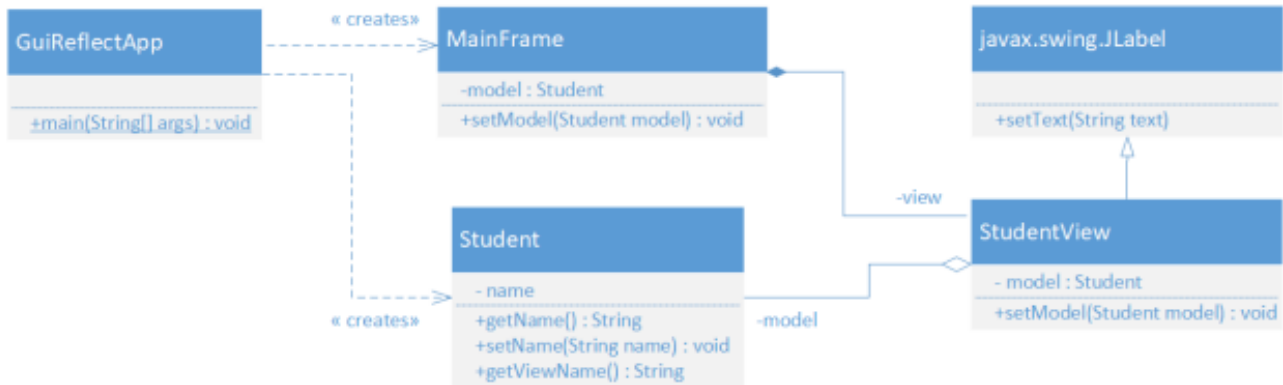 « creates»
GuiReflectApp
+main(String[] args) : void
MainFrame
-model : Student
+setModel(Student model) : void
javax.swing.JLabel
+setText(String text)
-view
Student
- name
+getName() : String
+setName(String name) : void
+getViewName() : String
« creates»
-model
StudentView
- model : Student
+setModel(Student model) : void